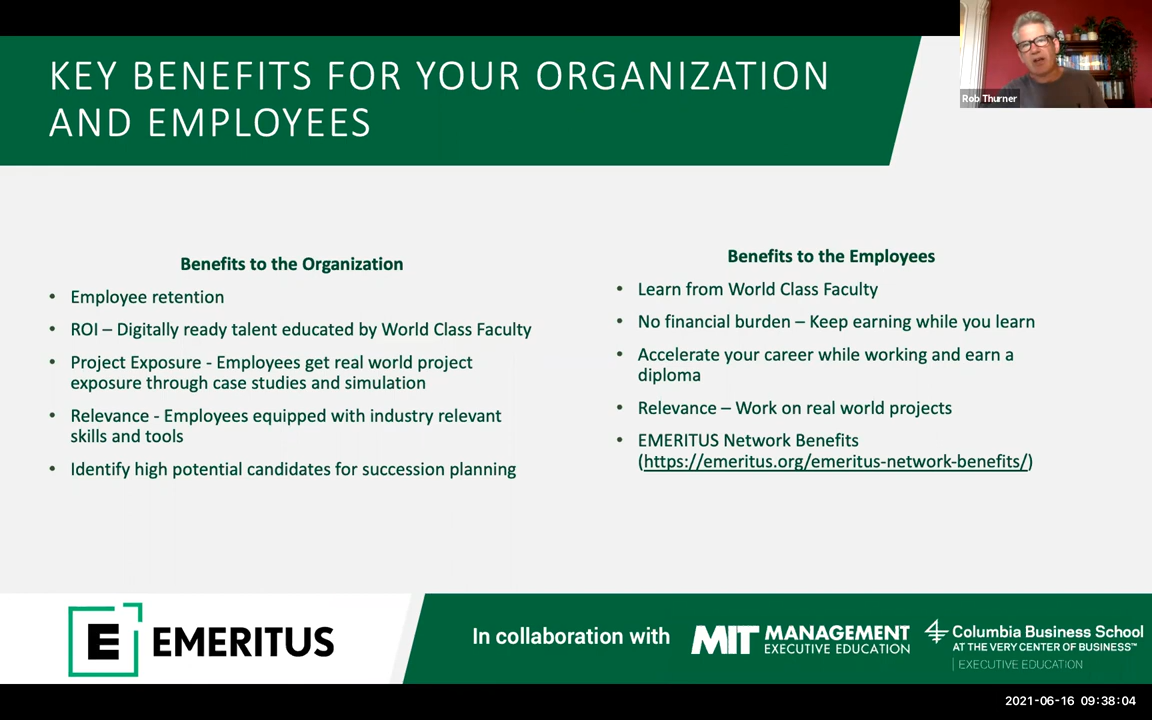 KEY BENEFITS FOR YOUR ORGANIZATION
AND EMPLOYEES
Rob Thurner
Benefits to the Organization
• Employee retention
• ROI – Digitally ready talent educated by World Class Faculty
• Project Exposure - Employees get real world project
exposure through case studies and simulation
• Relevance - Employees equipped with industry relevant
skills and tools
• Identify high potential candidates for succession planning
Benefits to the Employees
• Learn from World Class Faculty
• No financial burden – Keep earning while you learn
• Accelerate your career while working and earn a
diploma
• Relevance – Work on real world projects
• EMERITUS Network Benefits
(https://emeritus.org/emeritus-network-benefits/)
E EMERITUS
In collaboration with
MIT MANAGEMENT
EXECUTIVE EDUCATION
Columbia Business School
AT THE VERY CENTER OF BUSINESS™
EXECUTIVE EDUCATION
2021-06-16 09:38:04